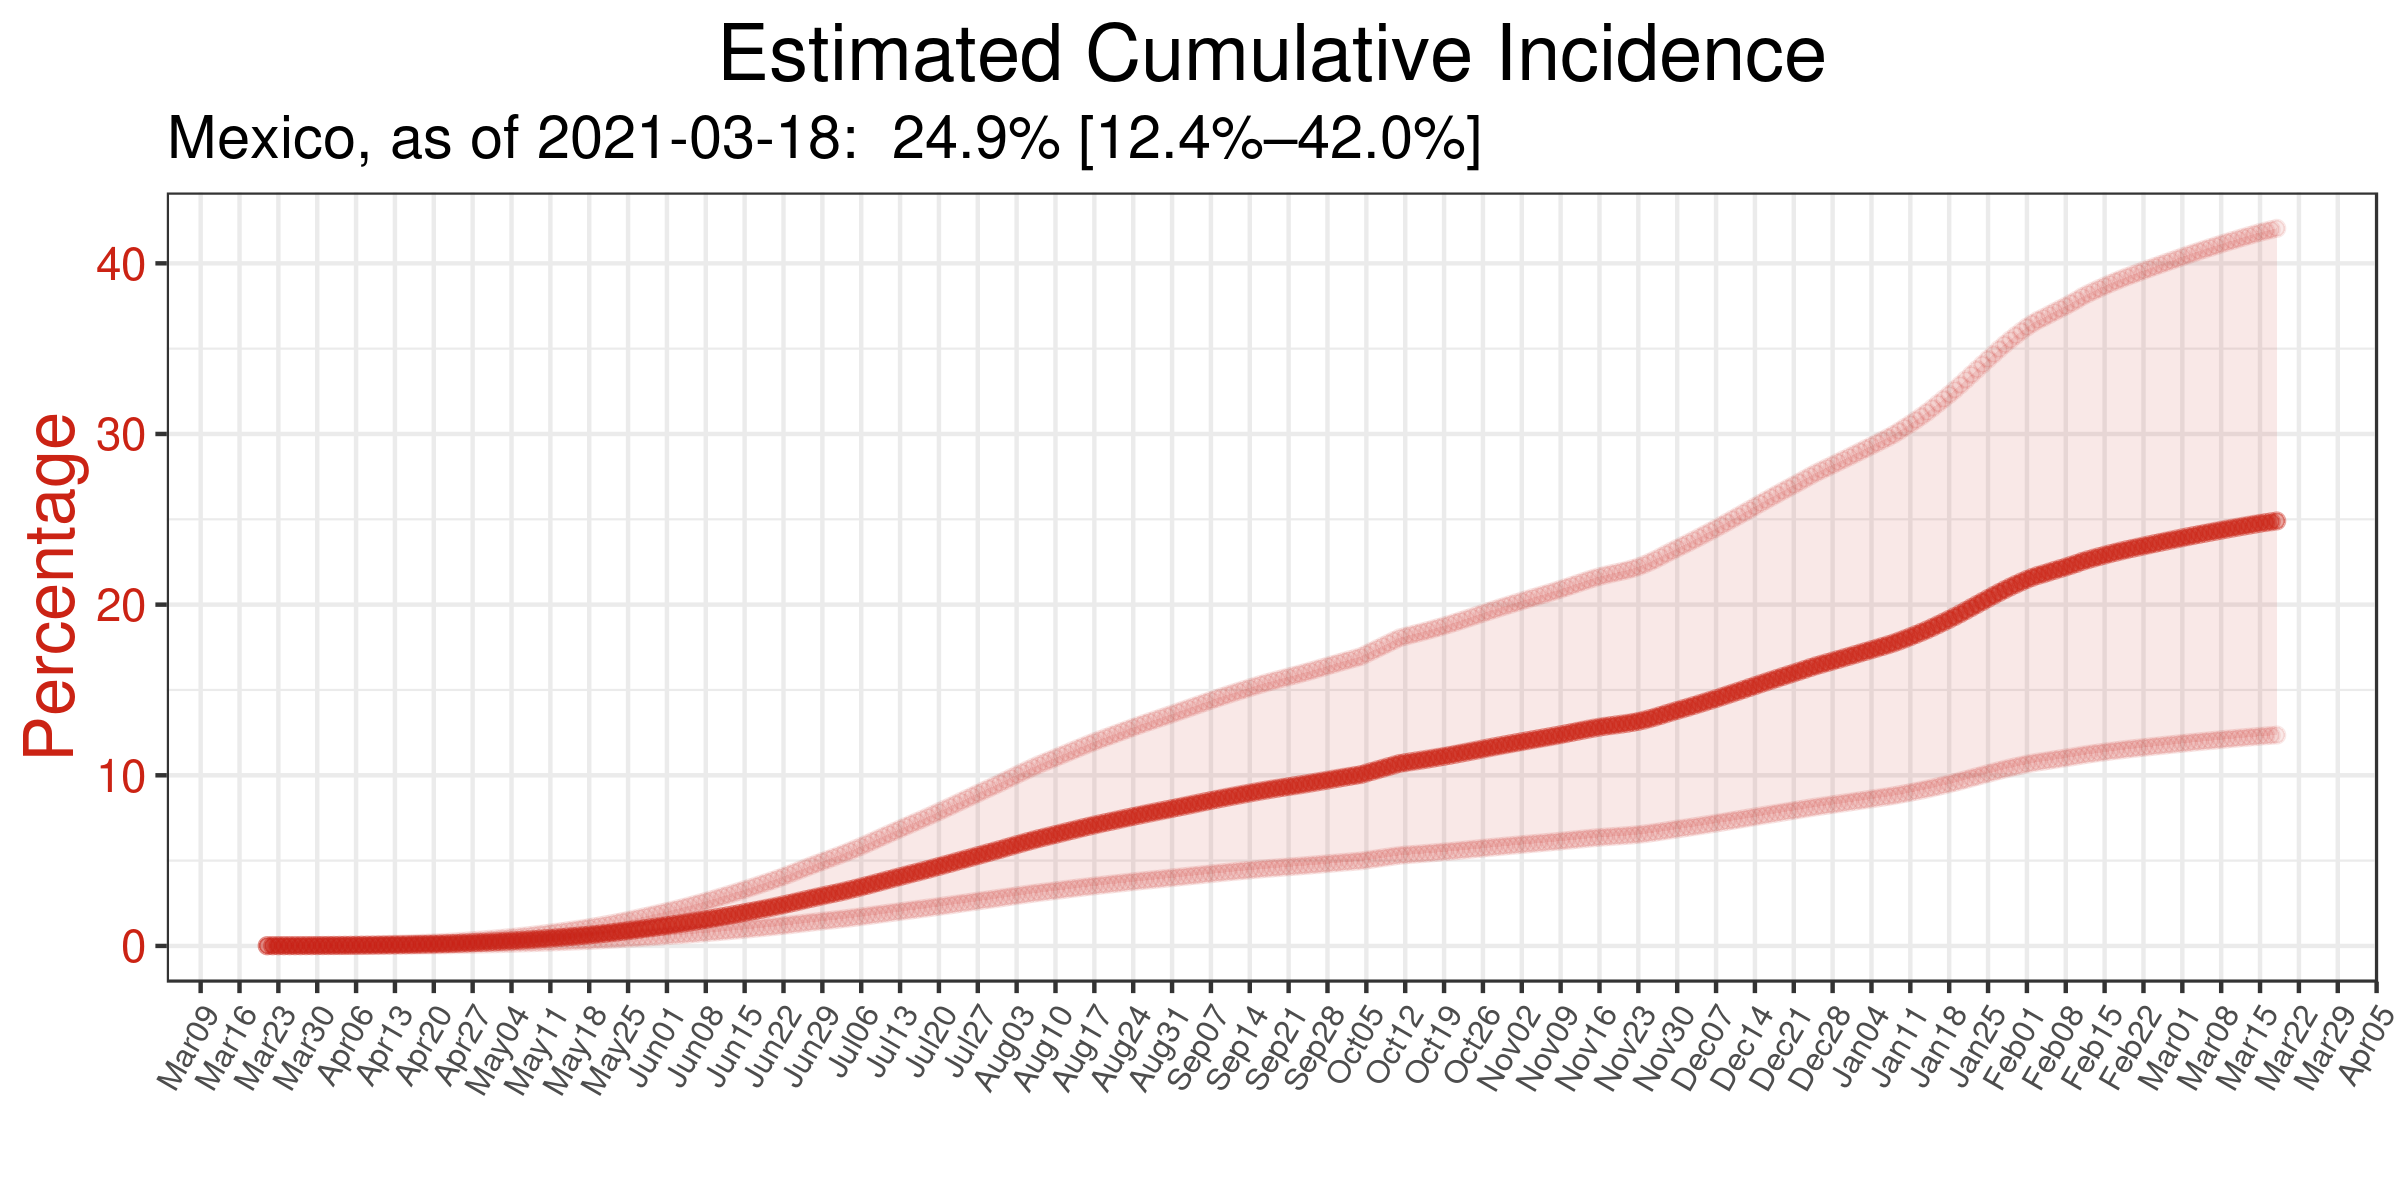 Estimated Cumulative Incidence
Mexico, as of 2021-03-18:  24.9% [12.4%–42.0%]
Percentage
40
30
20
10
0
Mar09
Mar16
Mar23
Mar30
Apr06
Apr13
Apr20
Apr27
May04
May11
May18
May25
Jun01
Jun08
Jun15
Jun22
Jun29
Jul06
Jul13
Jul20
Jul27
Aug03
Aug10
Aug17
Aug24
Aug31
Sep07
Sep14
Sep21
Sep28
Oct05
Oct12
Oct19
Oct26
Nov02
Nov09
Nov16
Nov23
Nov30
Dec07
Dec14
Dec21
Dec28
Jan04
Jan11
Jan18
Jan25
Feb01
Feb08
Feb15
Feb22
Mar01
Mar08
Mar15
Mar22
Mar29
Apr05